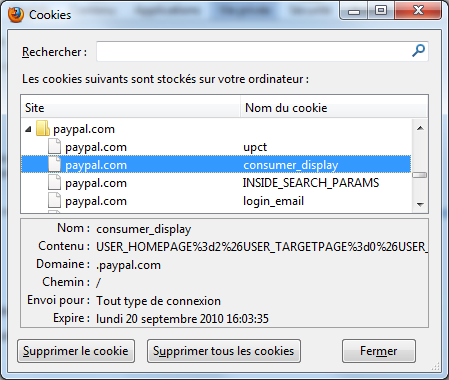 Cookies
Rechercher :
Les cookies suivants sont stockés sur votre ordinateur :
Site Nom du cookie
paypal.com
paypal.com upct
paypal.com consumer_display
paypal.com INSIDE_SEARCH_PARAMS
paypal.com login_email
Nom : consumer_display
Contenu : USER_HOMEPAGE%3d2%26USER_TARGETPAGE%3d0%26USER_
Domaine : .paypal.com
Chemin : /
Envoi pour : Tout type de connexion
Expire : lundi 20 septembre 2010 16:03:35
Supprimer le cookie Supprimer tous les cookies Fermer